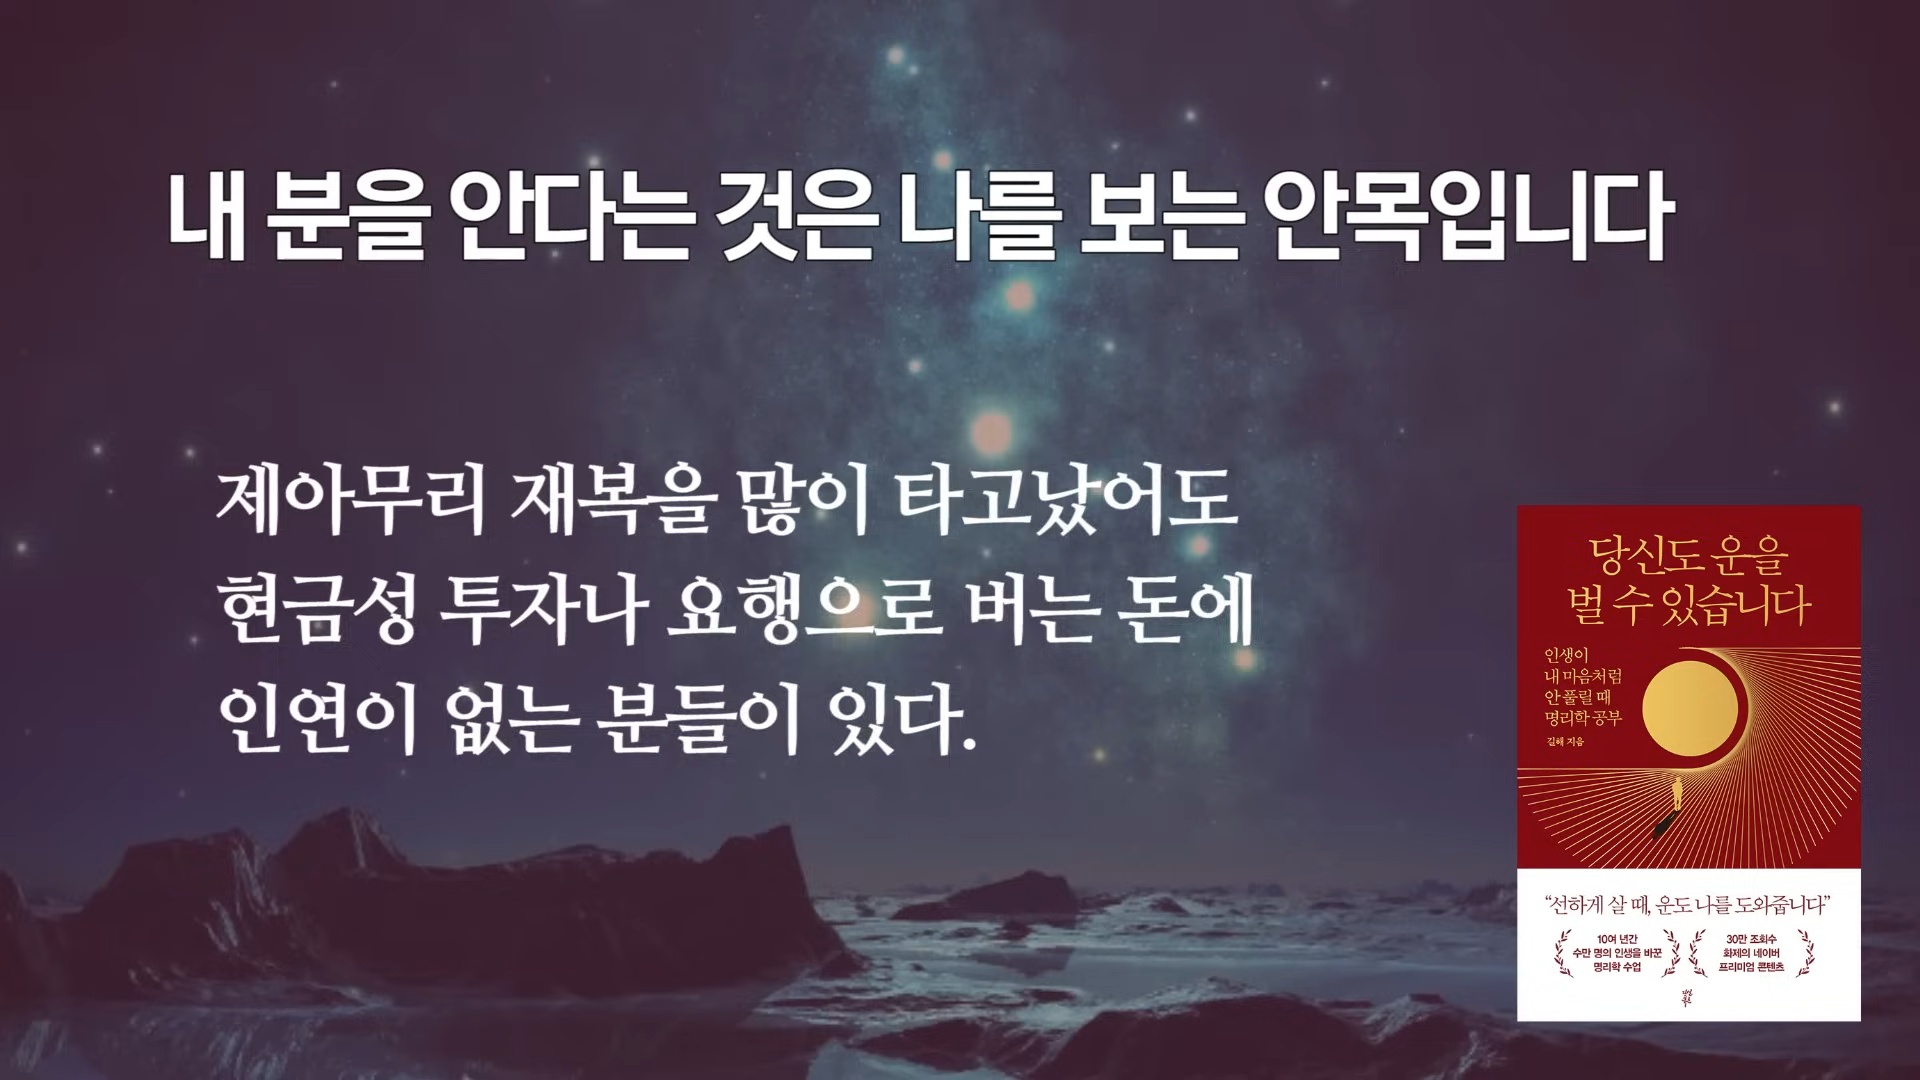 내 분을 안다는 것은 나를 보는 안목입니다
제아무리 재복을 많이 타고났어도
현금성 투자나 요행으로 버는 돈에
인연이 없는 분들이 있다.
당신도 운을
벌 수 있습니다
인생이
내 마음처럼
안 풀릴 때
명리학 공부
길해 지음
“선하게 살 때, 운도 나를 도와줍니다”
10여 년간
수만 명의 인생을 바꾼
명리학 수업
30만 조회수
화제의 네이버
프리미엄 콘텐츠